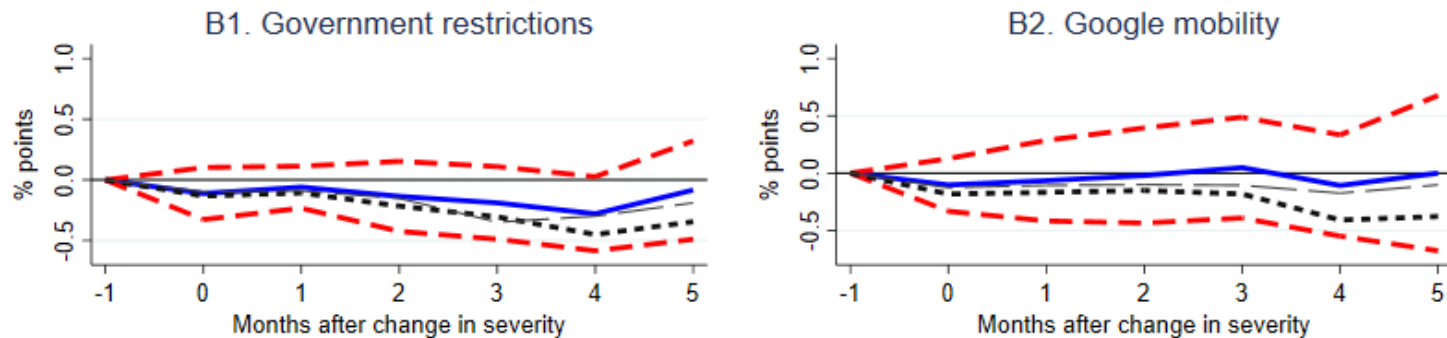 B1. Government restrictions
% points
1.0
0.5
0.0
-0.5
-1 0 1 2 3 4 5
Months after change in severity
B2. Google mobility
% points
1.0
0.5
0.0
-0.5
-1 0 1 2 3 4 5
Months after change in severity